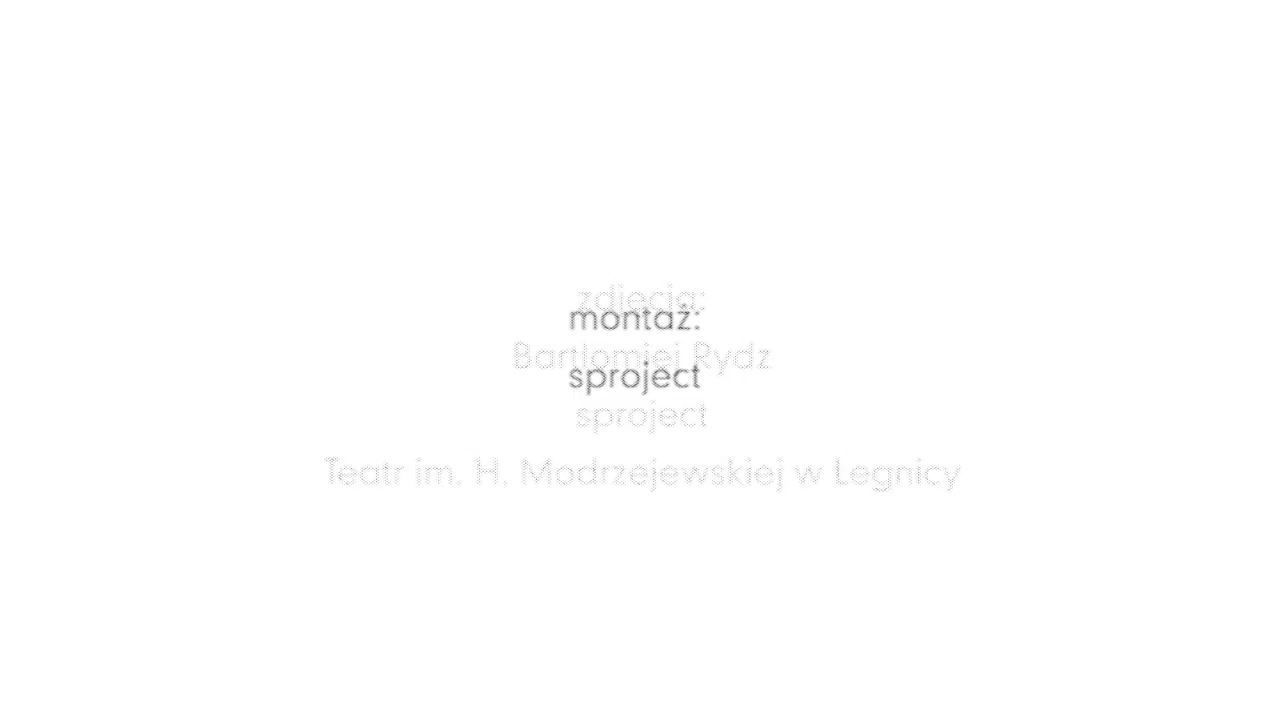 zdjęcia:
montaż:
Bartłomiej Rydz
sproject
sproject
Teatr im. H. Modrzejewskiej w Legnicy